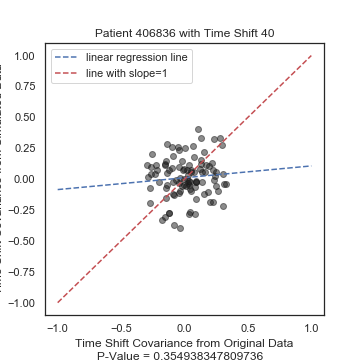 Patient 406836 with Time Shift 40
linear regression line
line with slope=1
1.00
0.75
0.50
0.25
0.00
−0.25
−0.50
−0.75
−1.00
−1.0
−0.5
0.0
0.5
1.0
Time Shift Covariance from Original Data
P-Value = 0.354938347809736